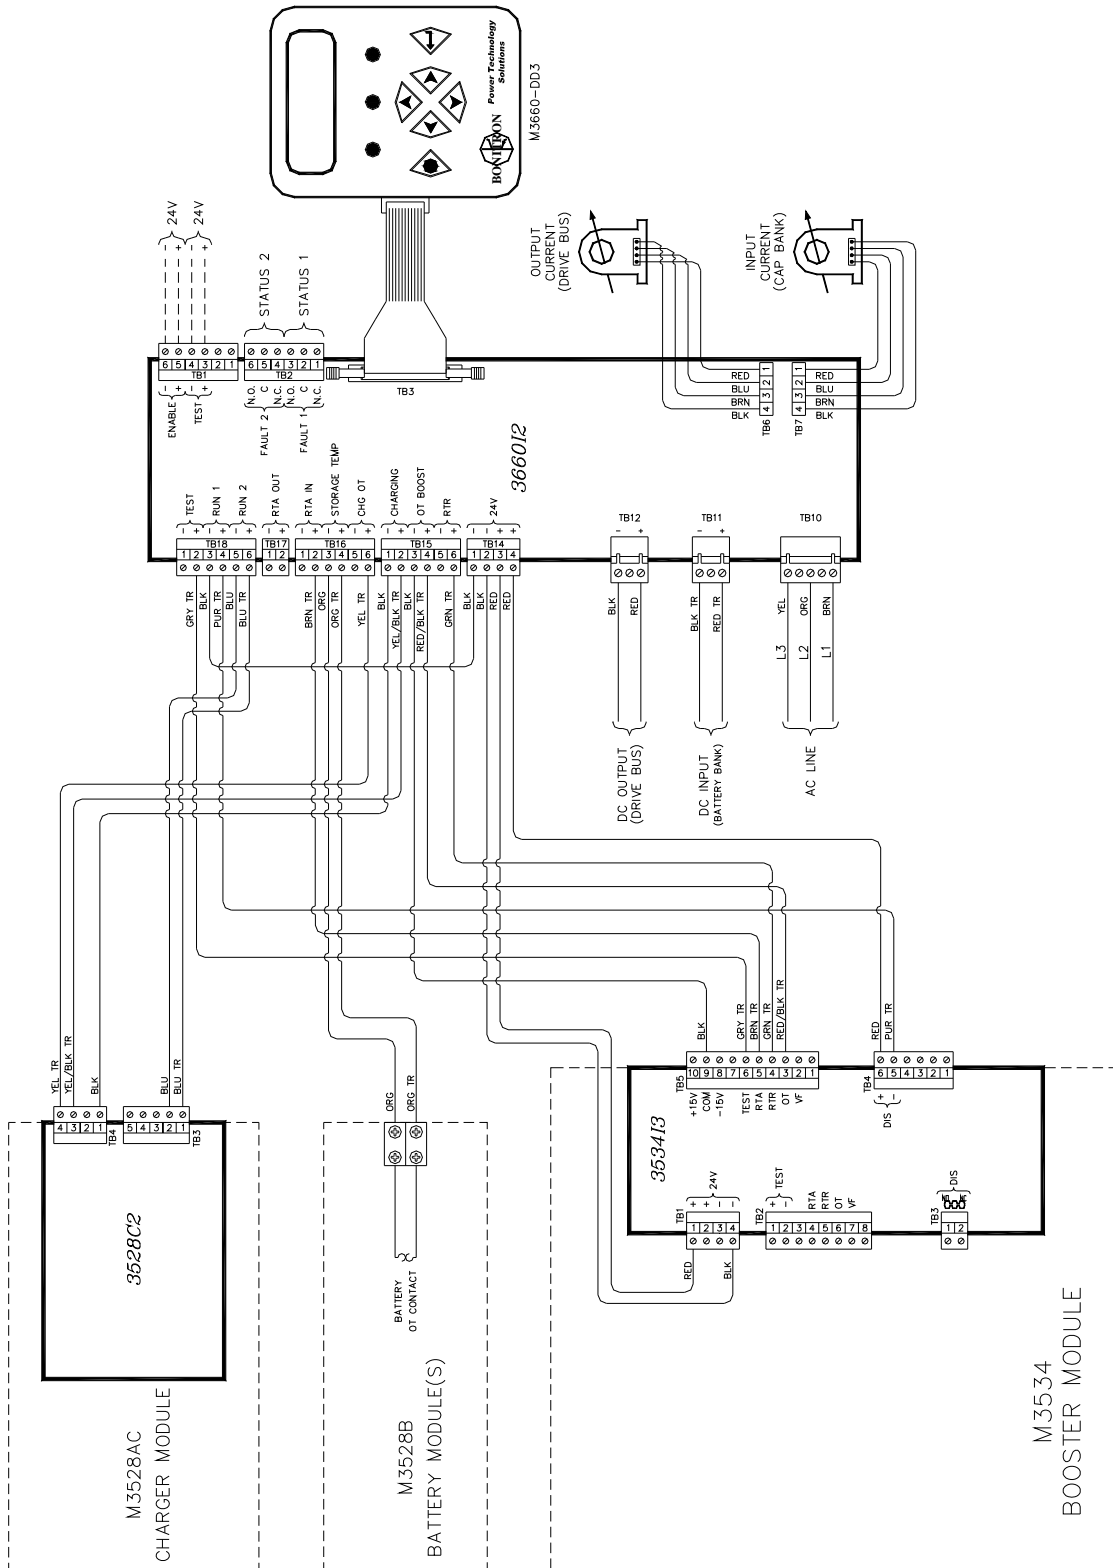 Power Technology
Solutions
BONITRON
M3660-DD3
24V
24V
- + - +
6 5 4 3 2 1
TB1
- + - +
ENABLE
TEST
STATUS 2
STATUS 1
6 5 4 3 2 1
TB2
N.O.
C
N.C.
N.O.
C
N.C.
FAULT 2
FAULT 1
TB3
OUTPUT
CURRENT
(DRIVE BUS)
INPUT
CURRENT
(CAP BANK)
RED
BLU
BRN
BLK
4 3 2 1
TB6
RED
BLU
BRN
BLK
4 3 2 1
TB7
3660I2
TEST
RUN 1
RUN 2
- + - + - +
TB18
1 2 3 4 5 6
GRY TR
BLK
PUR TR
BLU
BLU TR
RTA OUT
- +
TB17
1 2
RTA IN
STORAGE TEMP
CHG OT
- + - + - +
TB16
1 2 3 4 5 6
BRN TR
ORG
ORG TR
YEL TR
CHARGING
OT BOOST
RTR
- + - + - +
TB15
1 2 3 4 5 6
BLK
YEL/BLK TR
BLK
RED/BLK TR
GRN TR
24V
- +
TB14
1 2 3 4
BLK
BLK
RED
RED
TB12
- +
BLK
RED
DC OUTPUT
(DRIVE BUS)
TB11
- +
BLK TR
RED TR
DC INPUT
(BATTERY BANK)
TB10
YEL
ORG
BRN
L3
L2
L1
AC LINE
YEL TR
YEL/BLK TR
BLK
4 3 2 1
TB4
BLU
BLU TR
5 4 3 2 1
TB3
3528C2
M3528AC
CHARGER MODULE
ORG
ORG TR
BATTERY
OT CONTACT
M3528B
BATTERY MODULE(S)
BLK
GRY TR
BRN TR
GRN TR
RED/BLK TR
10 9 8 7 6 5 4 3 2 1
TB5
+15V
COM
-15V
TEST
RTA
RTR
OT
VF
RED
PUR TR
6 5 4 3 2 1
TB4
+ -
DIS
3534I3
24V
+ + - -
TB1
1 2 3 4
RED
BLK
TEST
+ -
RTA
RTR
OT
VF
TB2
1 2 3 4 5 6 7 8
DIS
NO
NC
TB3
1 2
M3534
BOOSTER MODULE